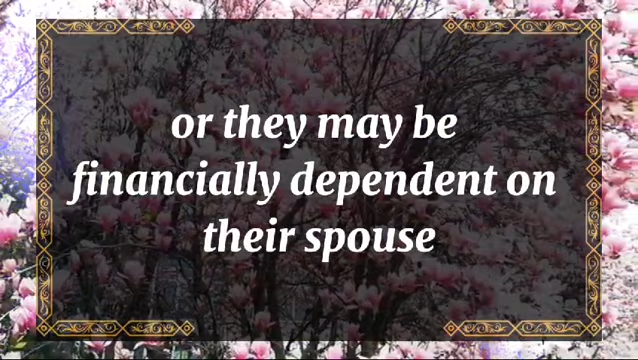 or they may be
financially dependent on
their spouse